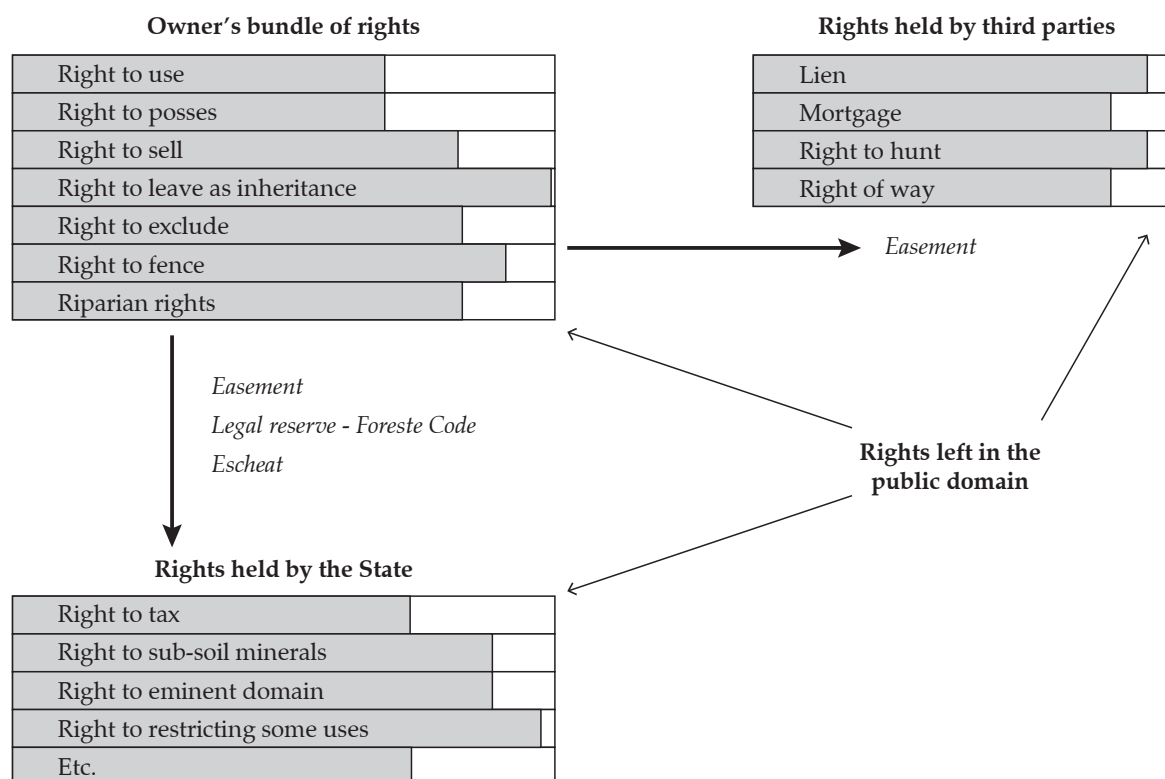 Owner's bundle of rights
Right to use
Right to posses
Right to sell
Right to leave as inheritance
Right to exclude
Right to fence
Riparian rights
Rights held by third parties
Lien
Mortgage
Right to hunt
Right of way
Easement
Easement
Legal reserve - Foreste Code
Escheat
Rights left in the
public domain
Rights held by the State
Right to tax
Right to sub-soil minerals
Right to eminent domain
Right to restricting some uses
Etc.